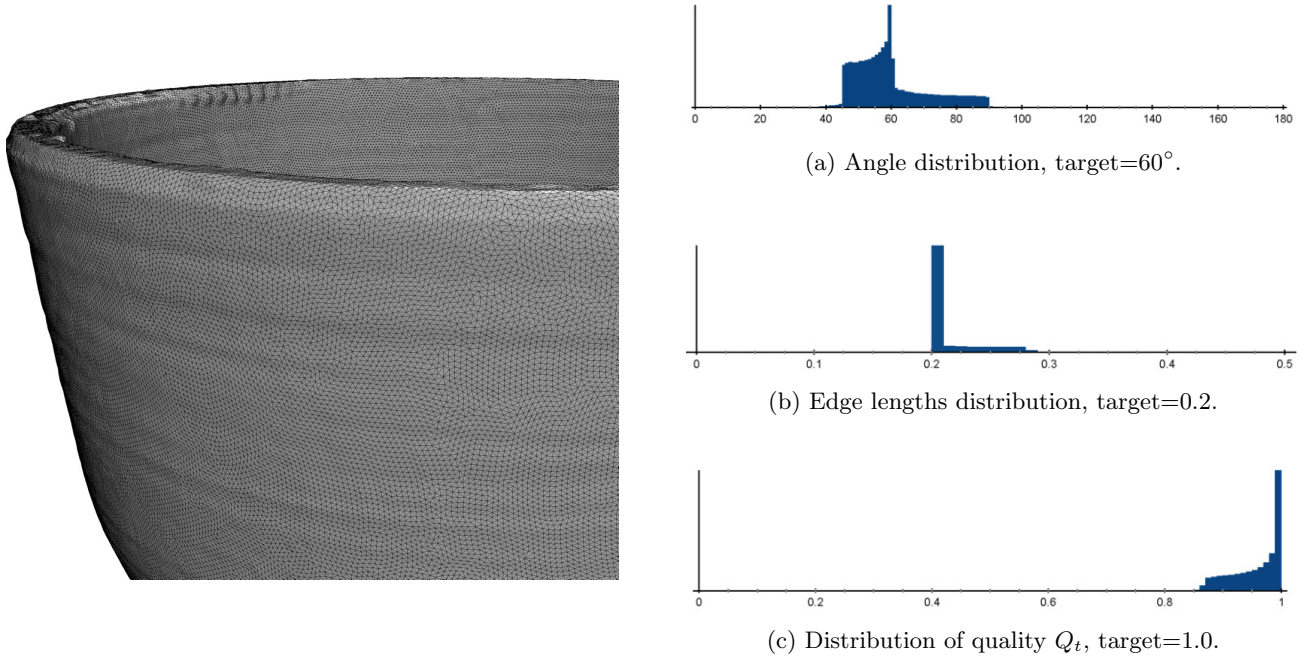 0 20 40 60 80 100 120 140 160 180
(a) Angle distribution, target=60°.
0 0.1 0.2 0.3 0.4 0.5
(b) Edge lengths distribution, target=0.2.
0 0.2 0.4 0.6 0.8 1
(c) Distribution of quality Qₜ, target=1.0.